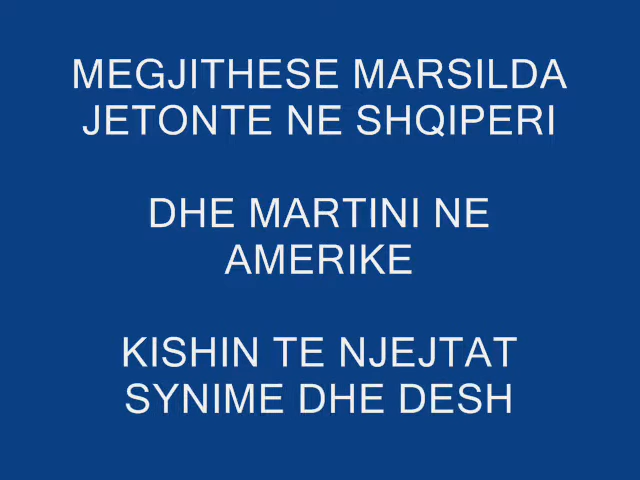 MEGJITHESE MARSILDA
JETONTE NE SHQIPERI
DHE MARTINI NE
AMERIKE
KISHIN TE NJEJTAT
SYNIME DHE DESH